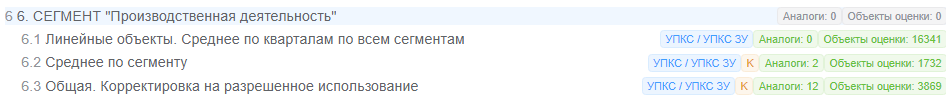 6 6. СЕГМЕНТ "Производственная деятельность" Аналоги: 0 Объекты оценки: 0
6.1 Линейные объекты. Среднее по кварталам по всем сегментам УПКС / УПКС ЗУ Аналоги: 0 Объекты оценки: 16341
6.2 Среднее по сегменту УПКС / УПКС ЗУ К Аналоги: 2 Объекты оценки: 1732
6.3 Общая. Корректировка на разрешенное использование УПКС / УПКС ЗУ К Аналоги: 12 Объекты оценки: 3869